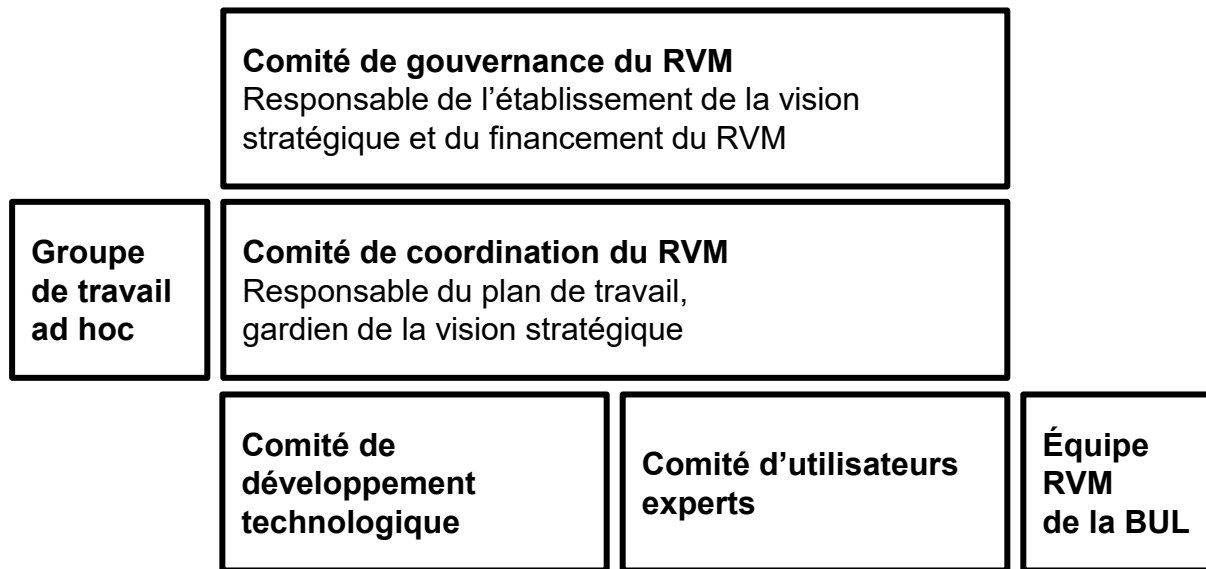 Comité de gouvernance du RVM
Responsable de l’établissement de la vision
stratégique et du financement du RVM
Groupe
de travail
ad hoc
Comité de coordination du RVM
Responsable du plan de travail,
gardien de la vision stratégique
Comité de
développement
technologique
Comité d’utilisateurs
experts
Équipe
RVM
de la BUL